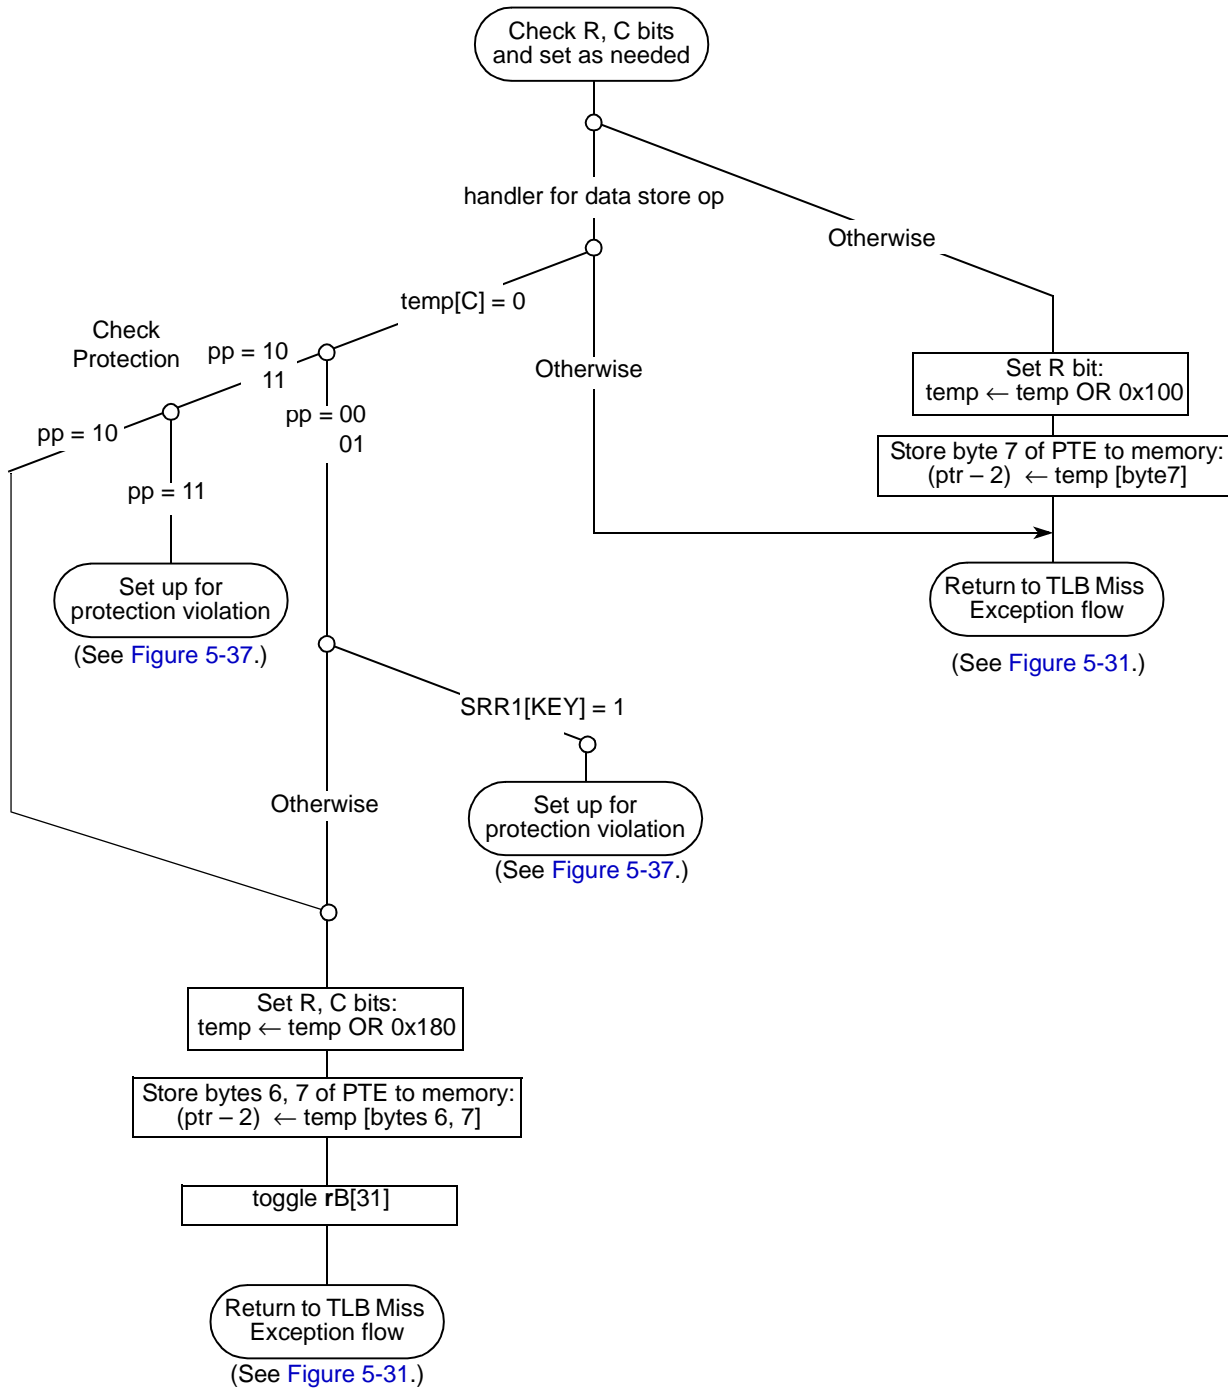 Check R, C bits
and set as needed
handler for data store op
Otherwise
temp[C] = 0
Check
Protection
pp = 10
11
Otherwise
Set R bit:
temp ← temp OR 0x100
pp = 00
01
pp = 10
Store byte 7 of PTE to memory:
(ptr – 2) ← temp [byte7]
pp = 11
Set up for
protection violation
(See Figure 5-37.)
Return to TLB Miss
Exception flow
(See Figure 5-31.)
SRR1[KEY] = 1
Otherwise
Set up for
protection violation
(See Figure 5-37.)
Set R, C bits:
temp ← temp OR 0x180
Store bytes 6, 7 of PTE to memory:
(ptr – 2) ← temp [bytes 6, 7]
toggle rB[31]
Return to TLB Miss
Exception flow
(See Figure 5-31.)